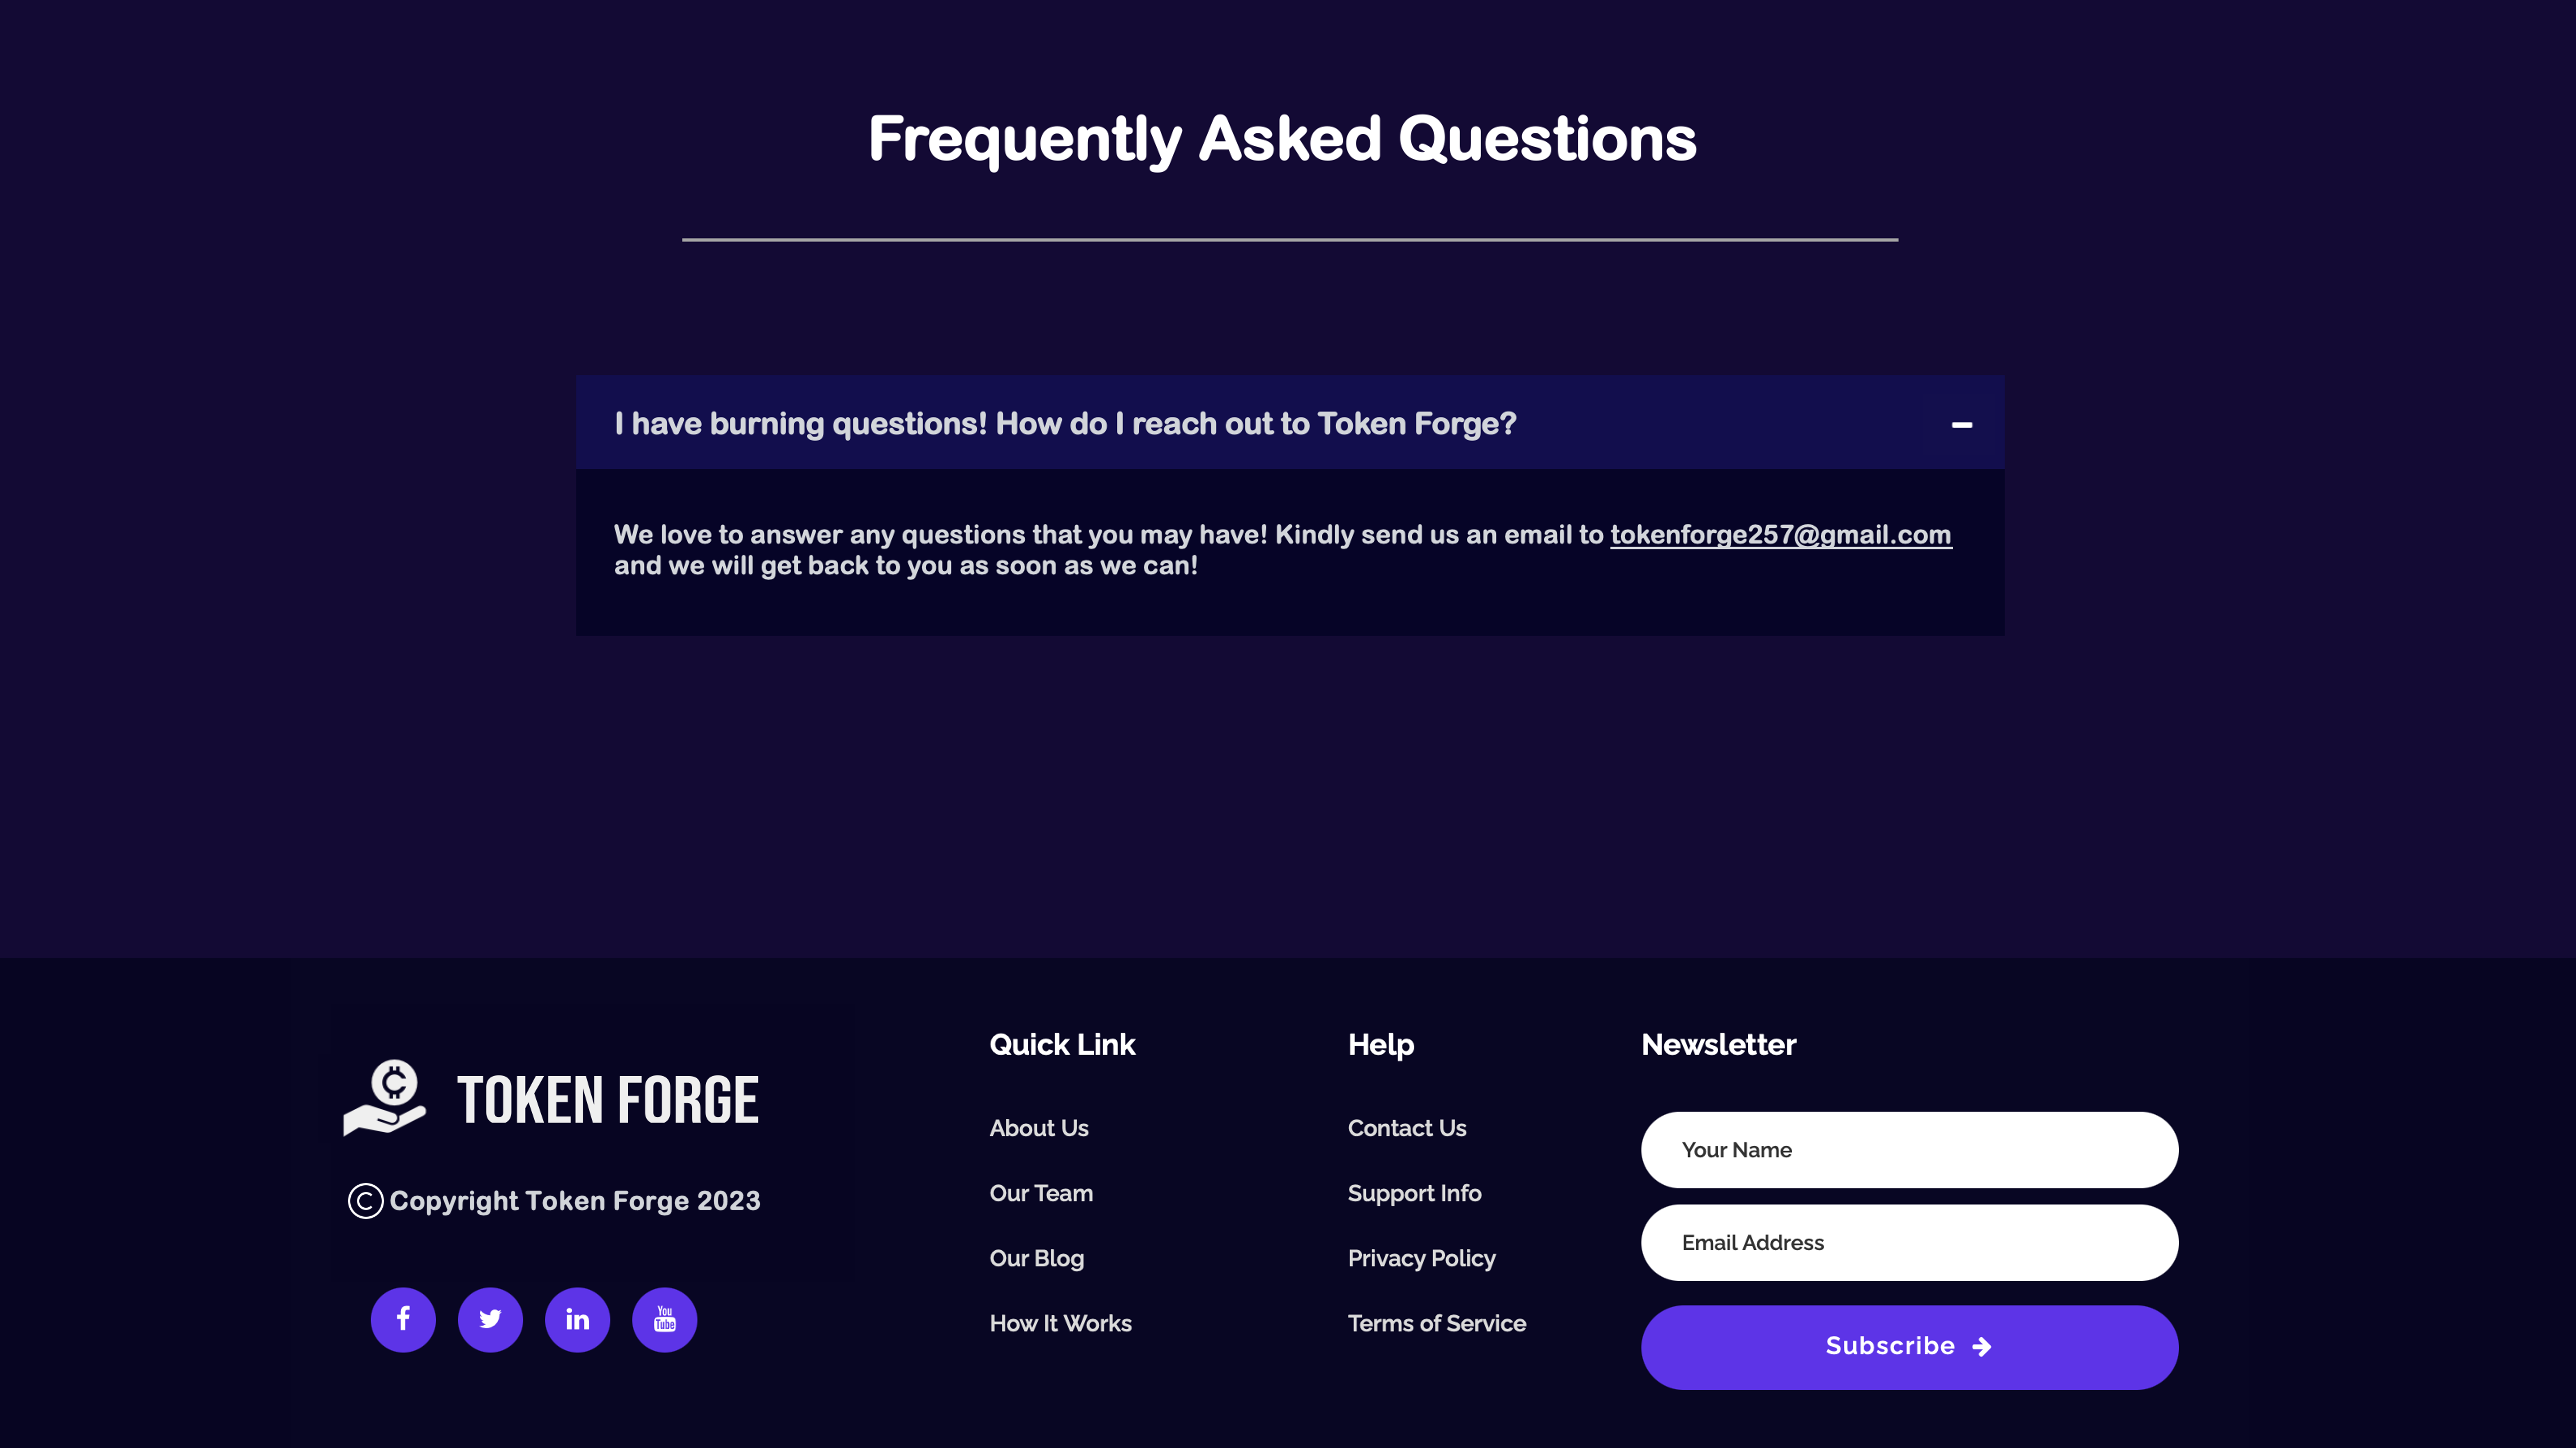 Frequently Asked Questions
I have burning questions! How do I reach out to Token Forge?
We love to answer any questions that you may have! Kindly send us an email to tokenforge257@gmail.com
and we will get back to you as soon as we can!
TOKEN FORGE
© Copyright Token Forge 2023
You
Tube
Quick Link
About Us
Our Team
Our Blog
How It Works
Help
Contact Us
Support Info
Privacy Policy
Terms of Service
Newsletter
Your Name
Email Address
Subscribe